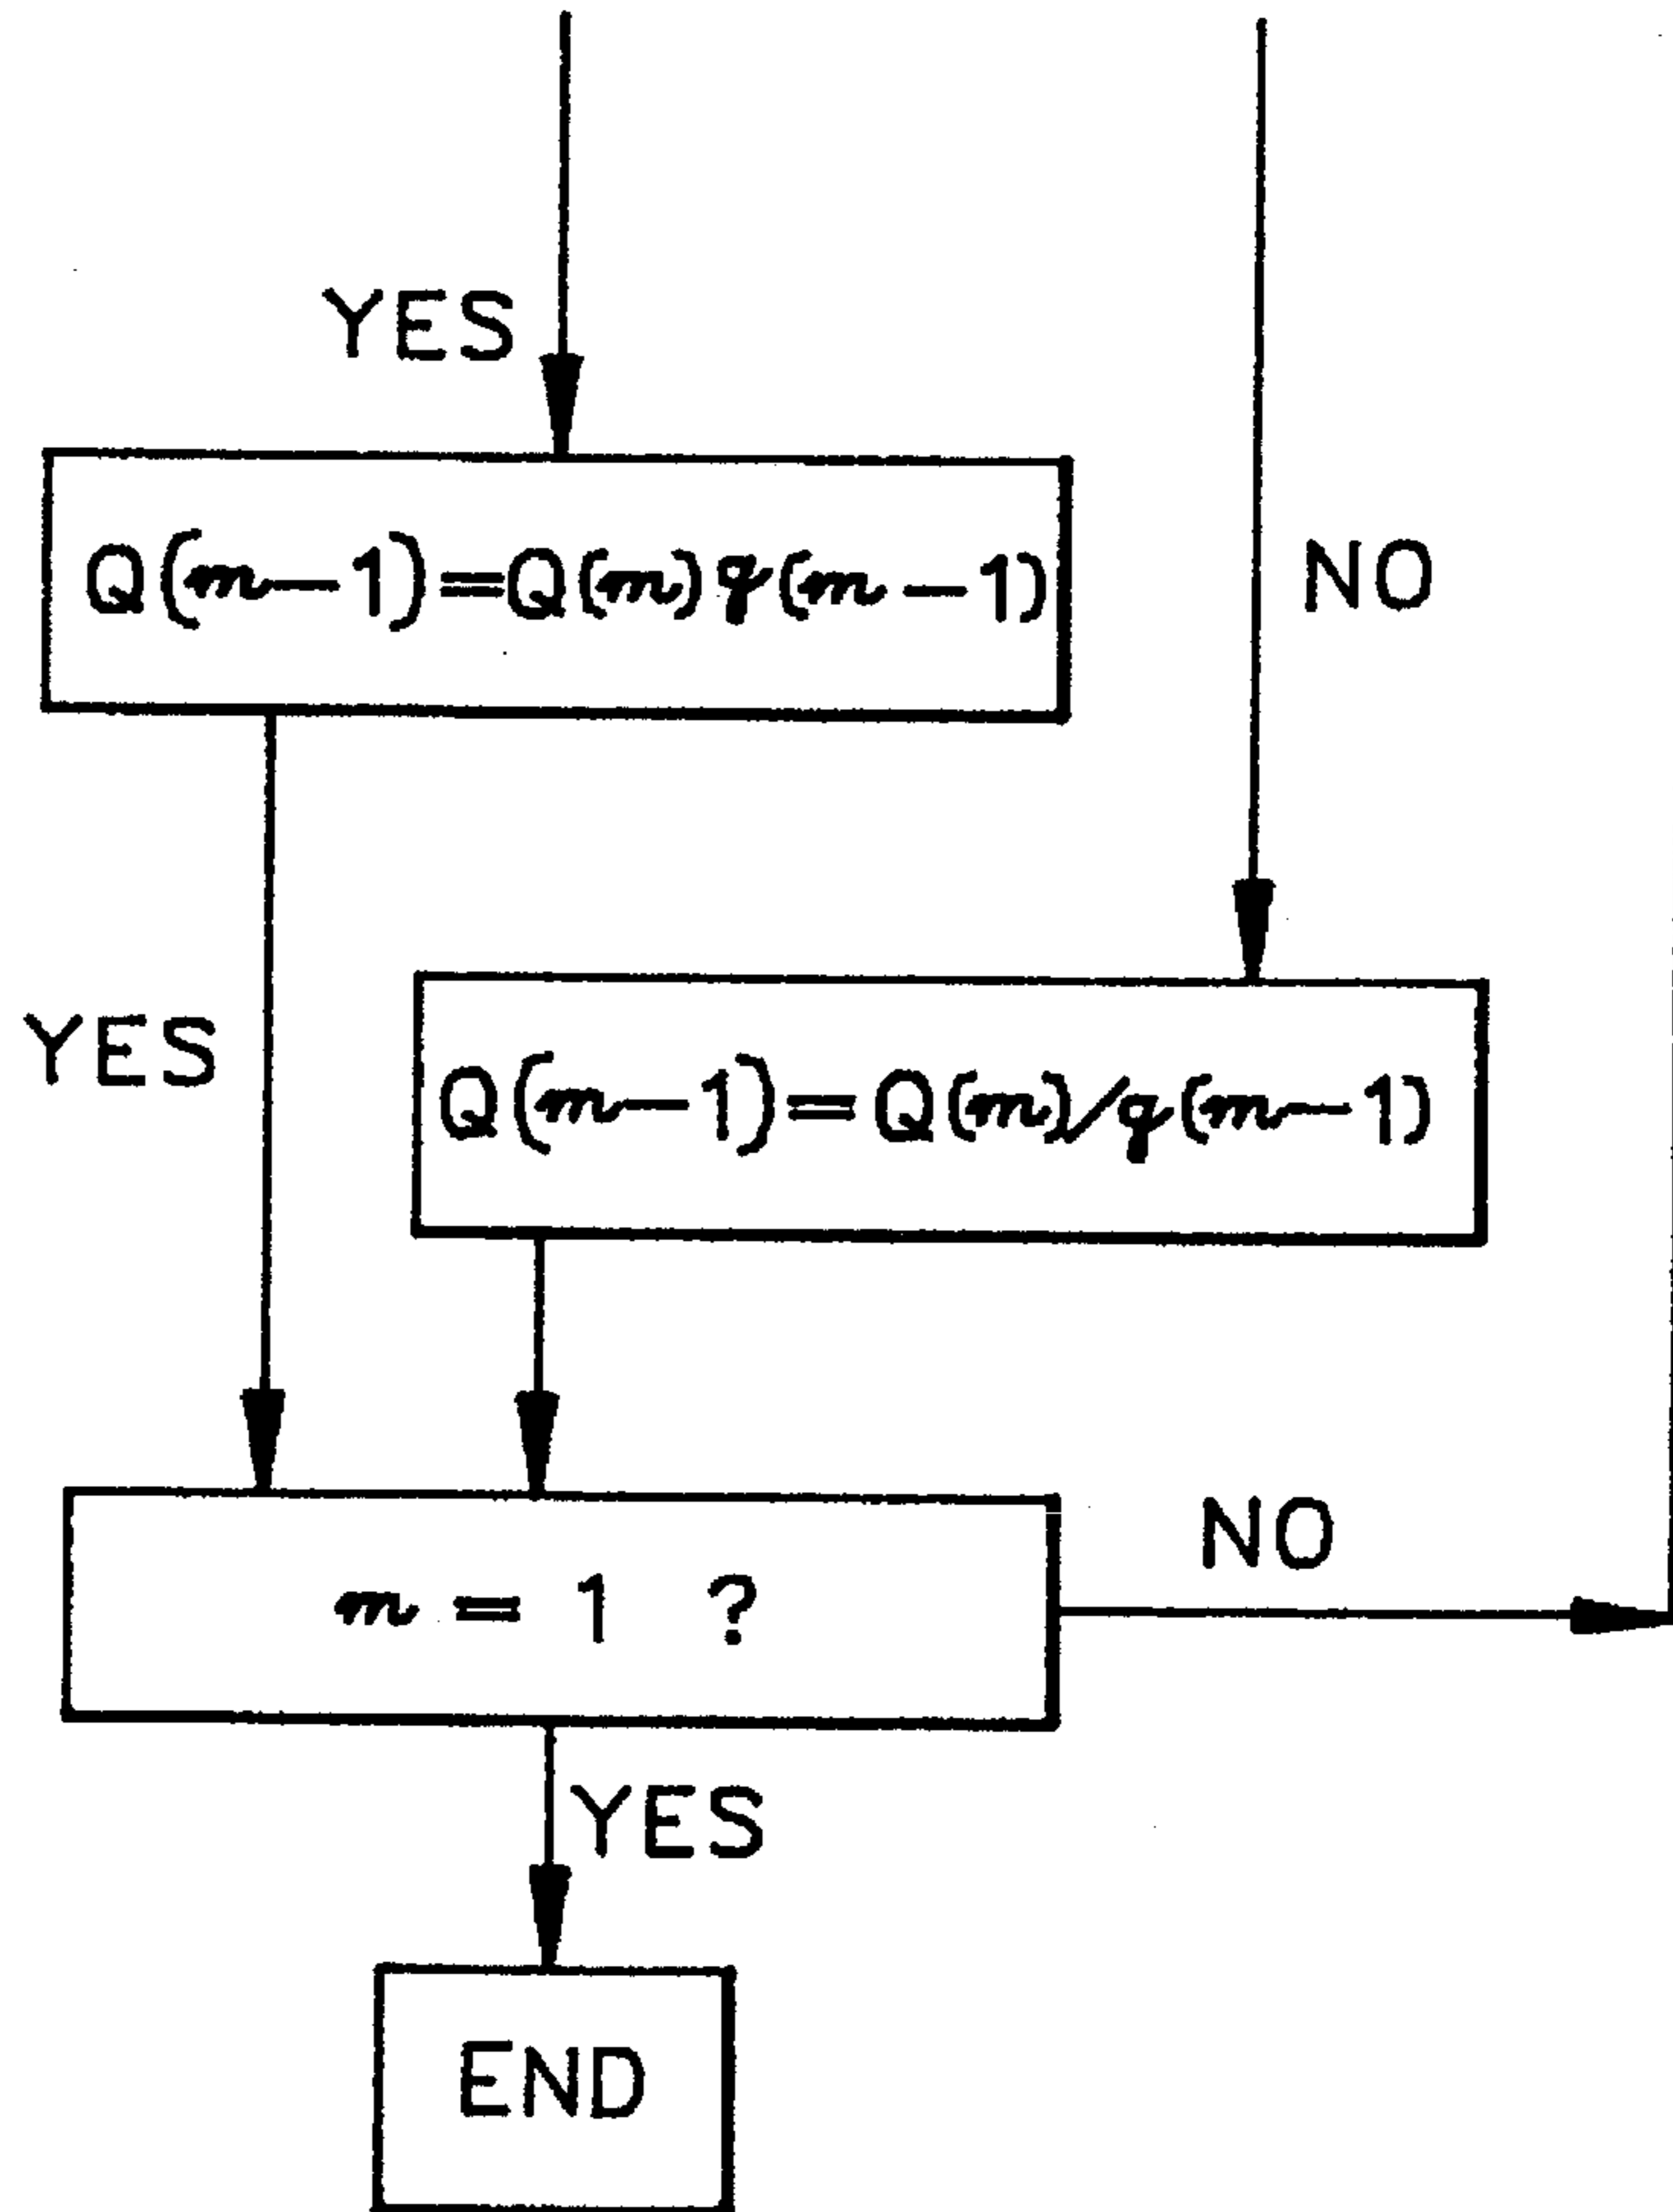 YES
Q(m-1)=Q(m)q(m-1)
NO
YES
Q(m-1)=Q(m)/q(m-1)
m = 1 ?
NO
YES
END